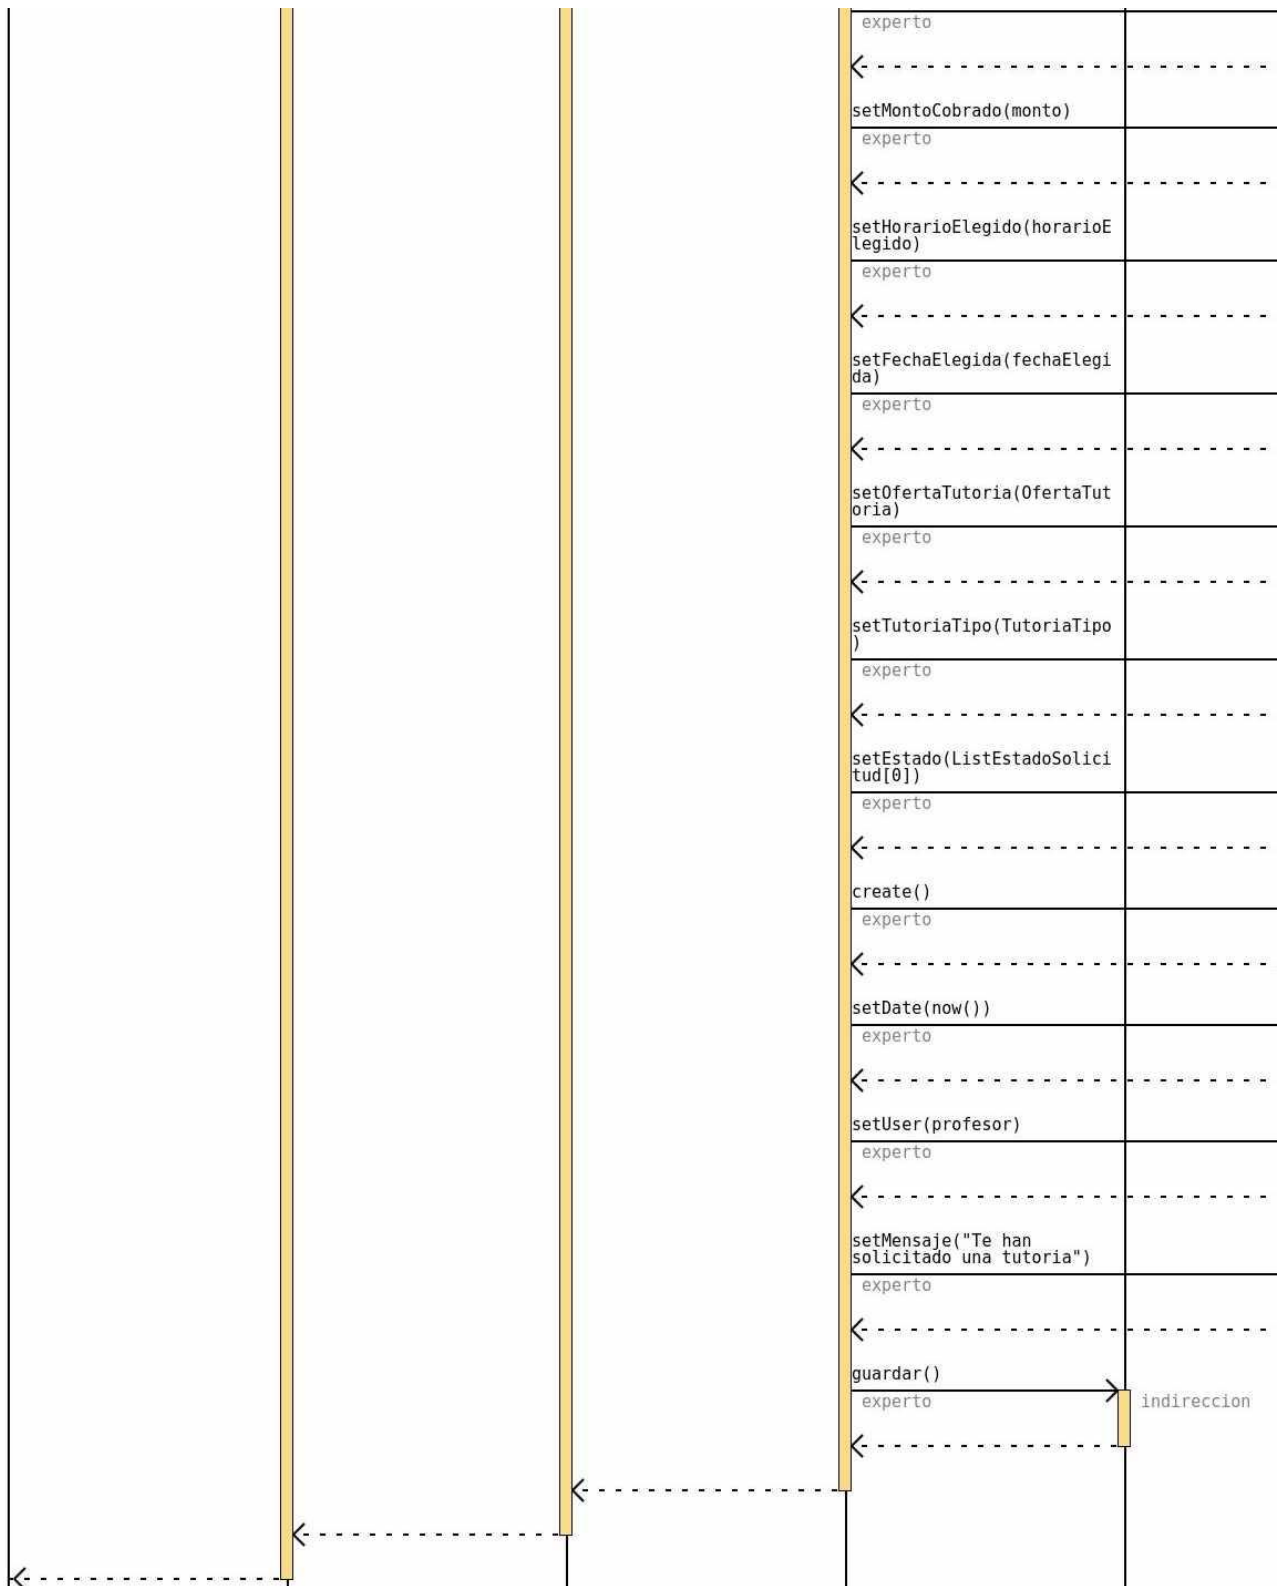 experto
setMontoCobrado(monto)
experto
setHorarioElegido(horarioE
legido)
experto
setFechaElegida(fechaElegi
da)
experto
setOfertaTutoria(OfertaTut
oria)
experto
setTutoriaTipo(TutoriaTipo
)
experto
setEstado(ListEstadoSolici
tud[0])
experto
create()
experto
setDate(now())
experto
setUser(profesor)
experto
setMensaje("Te han
solicitado una tutoria")
experto
guardar()
experto indireccion